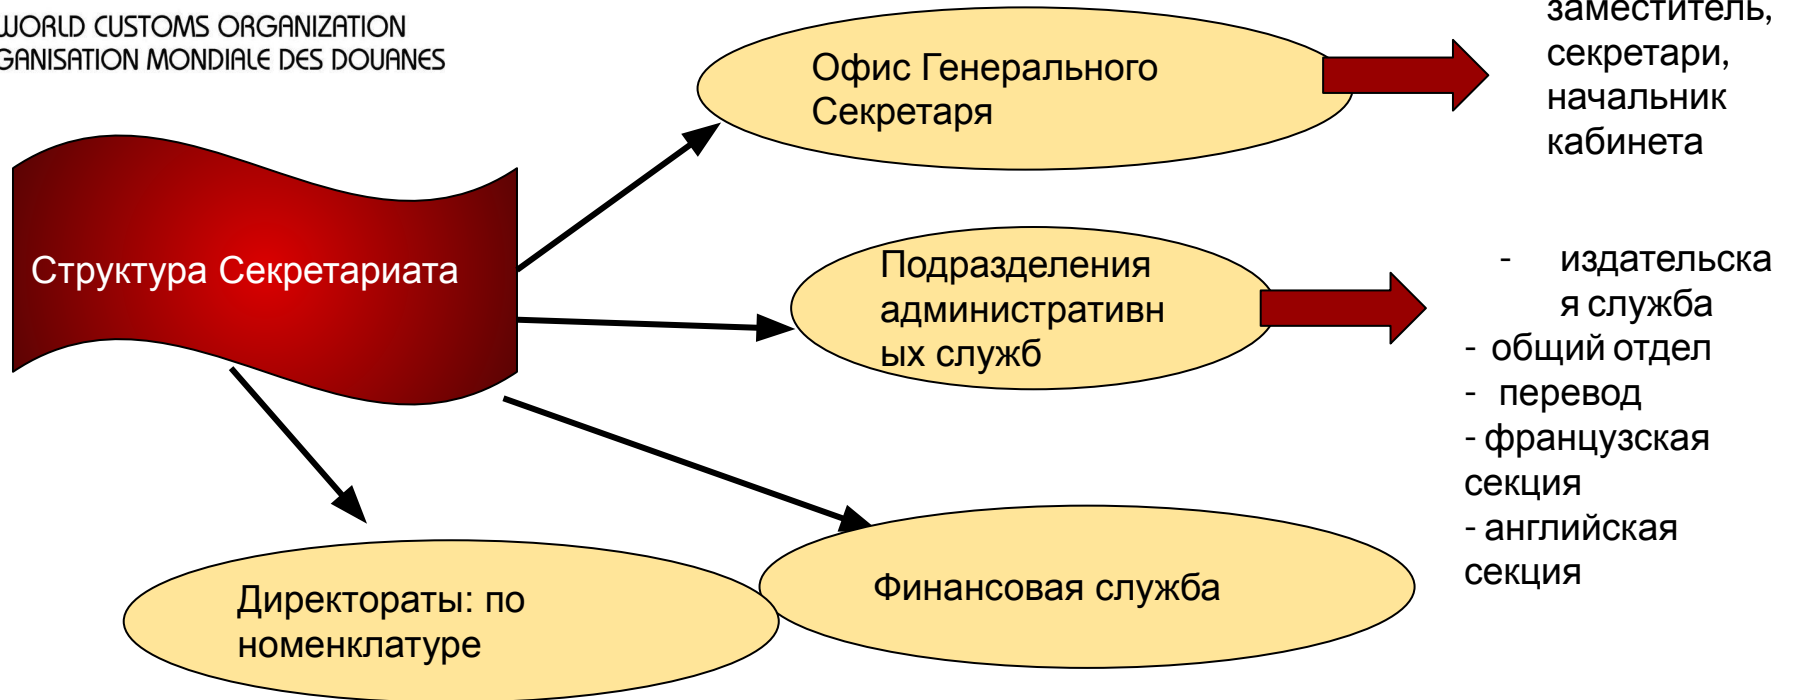 WORLD CUSTOMS ORGANIZATION
GANISATION MONDIALE DES DOUANES
Офис Генерального
Секретаря
заместитель,
секретари,
начальник
кабинета
Структура Секретариата
Подразделения
административн
ых служб
- издательска
я служба
- общий отдел
- перевод
- французская
секция
- английская
секция
Директораты: по
номенклатуре
Финансовая служба